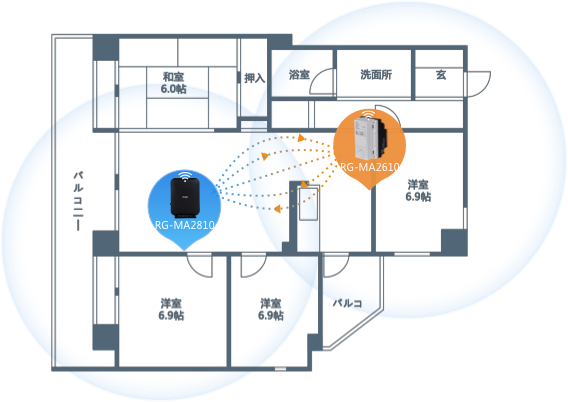 和室
6.0帖
押入
浴室
洗面所
玄
RG-MA2610
洋室
6.9帖
バルコニー
RG-MA2810
洋室
6.9帖
洋室
6.9帖
バルコ